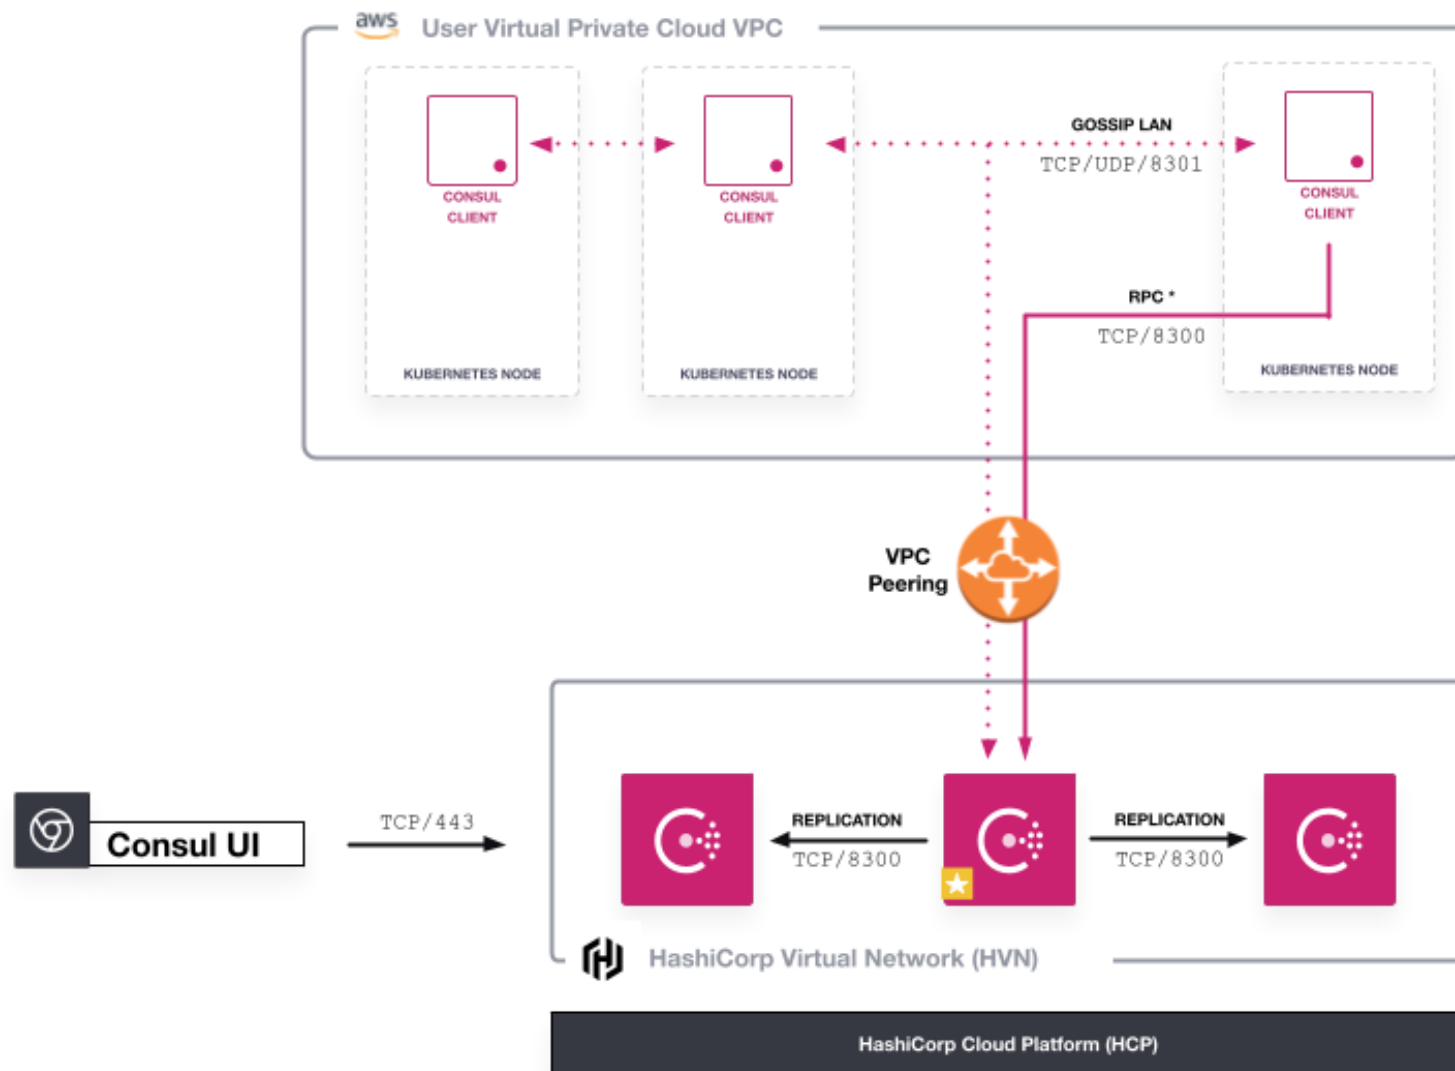 aws
User Virtual Private Cloud VPC
CONSUL
CLIENT
KUBERNETES NODE
CONSUL
CLIENT
KUBERNETES NODE
GOSSIP LAN
TCP/UDP/8301
CONSUL
CLIENT
RPC *
TCP/8300
KUBERNETES NODE
VPC
Peering
Consul UI
TCP/443
REPLICATION
TCP/8300
REPLICATION
TCP/8300
HashiCorp Virtual Network (HVN)
HashiCorp Cloud Platform (HCP)